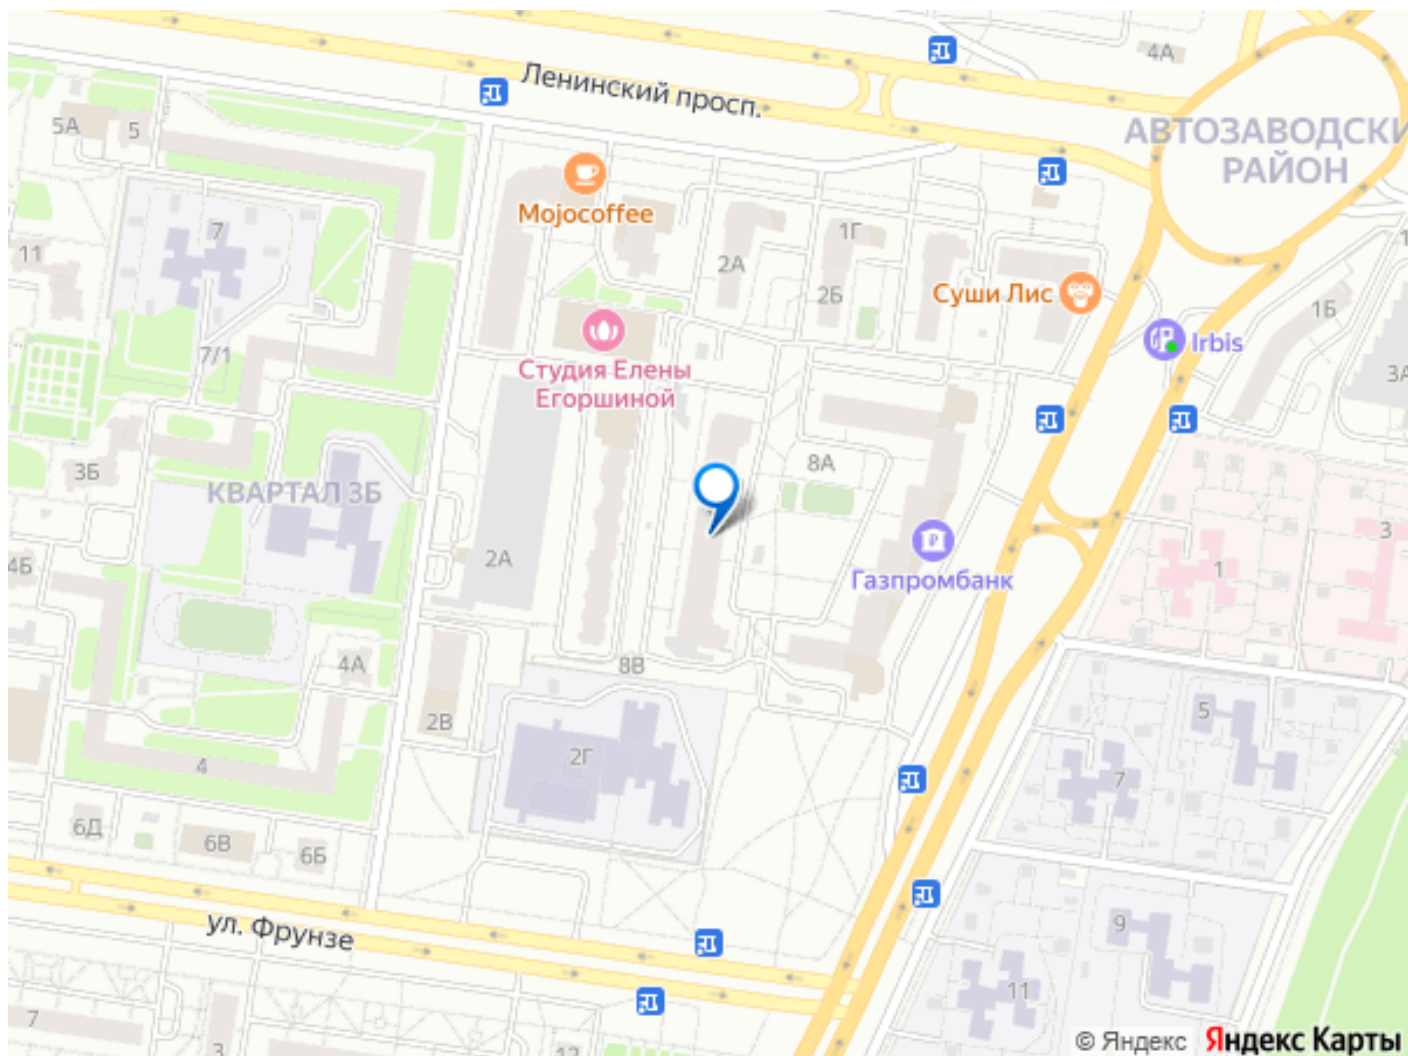 4А
Ленинский просп.
АВТОЗАВОДСКИ
РАЙОН
5А
5
Mojocoffee
7
1Г
11
2А
2Б
Суши Лис
1Б
Irbis
7/1
Студия Елены
Егоршиной
3А
8А
3Б
КВАРТАЛ 3Б
3
2А
4Б
1
Газпромбанк
4А
8В
5
2В
2Г
4
7
6Д
6В
6Б
9
ул. Фрунзе
11
7
3
12
© Яндекс Яндекс Карты